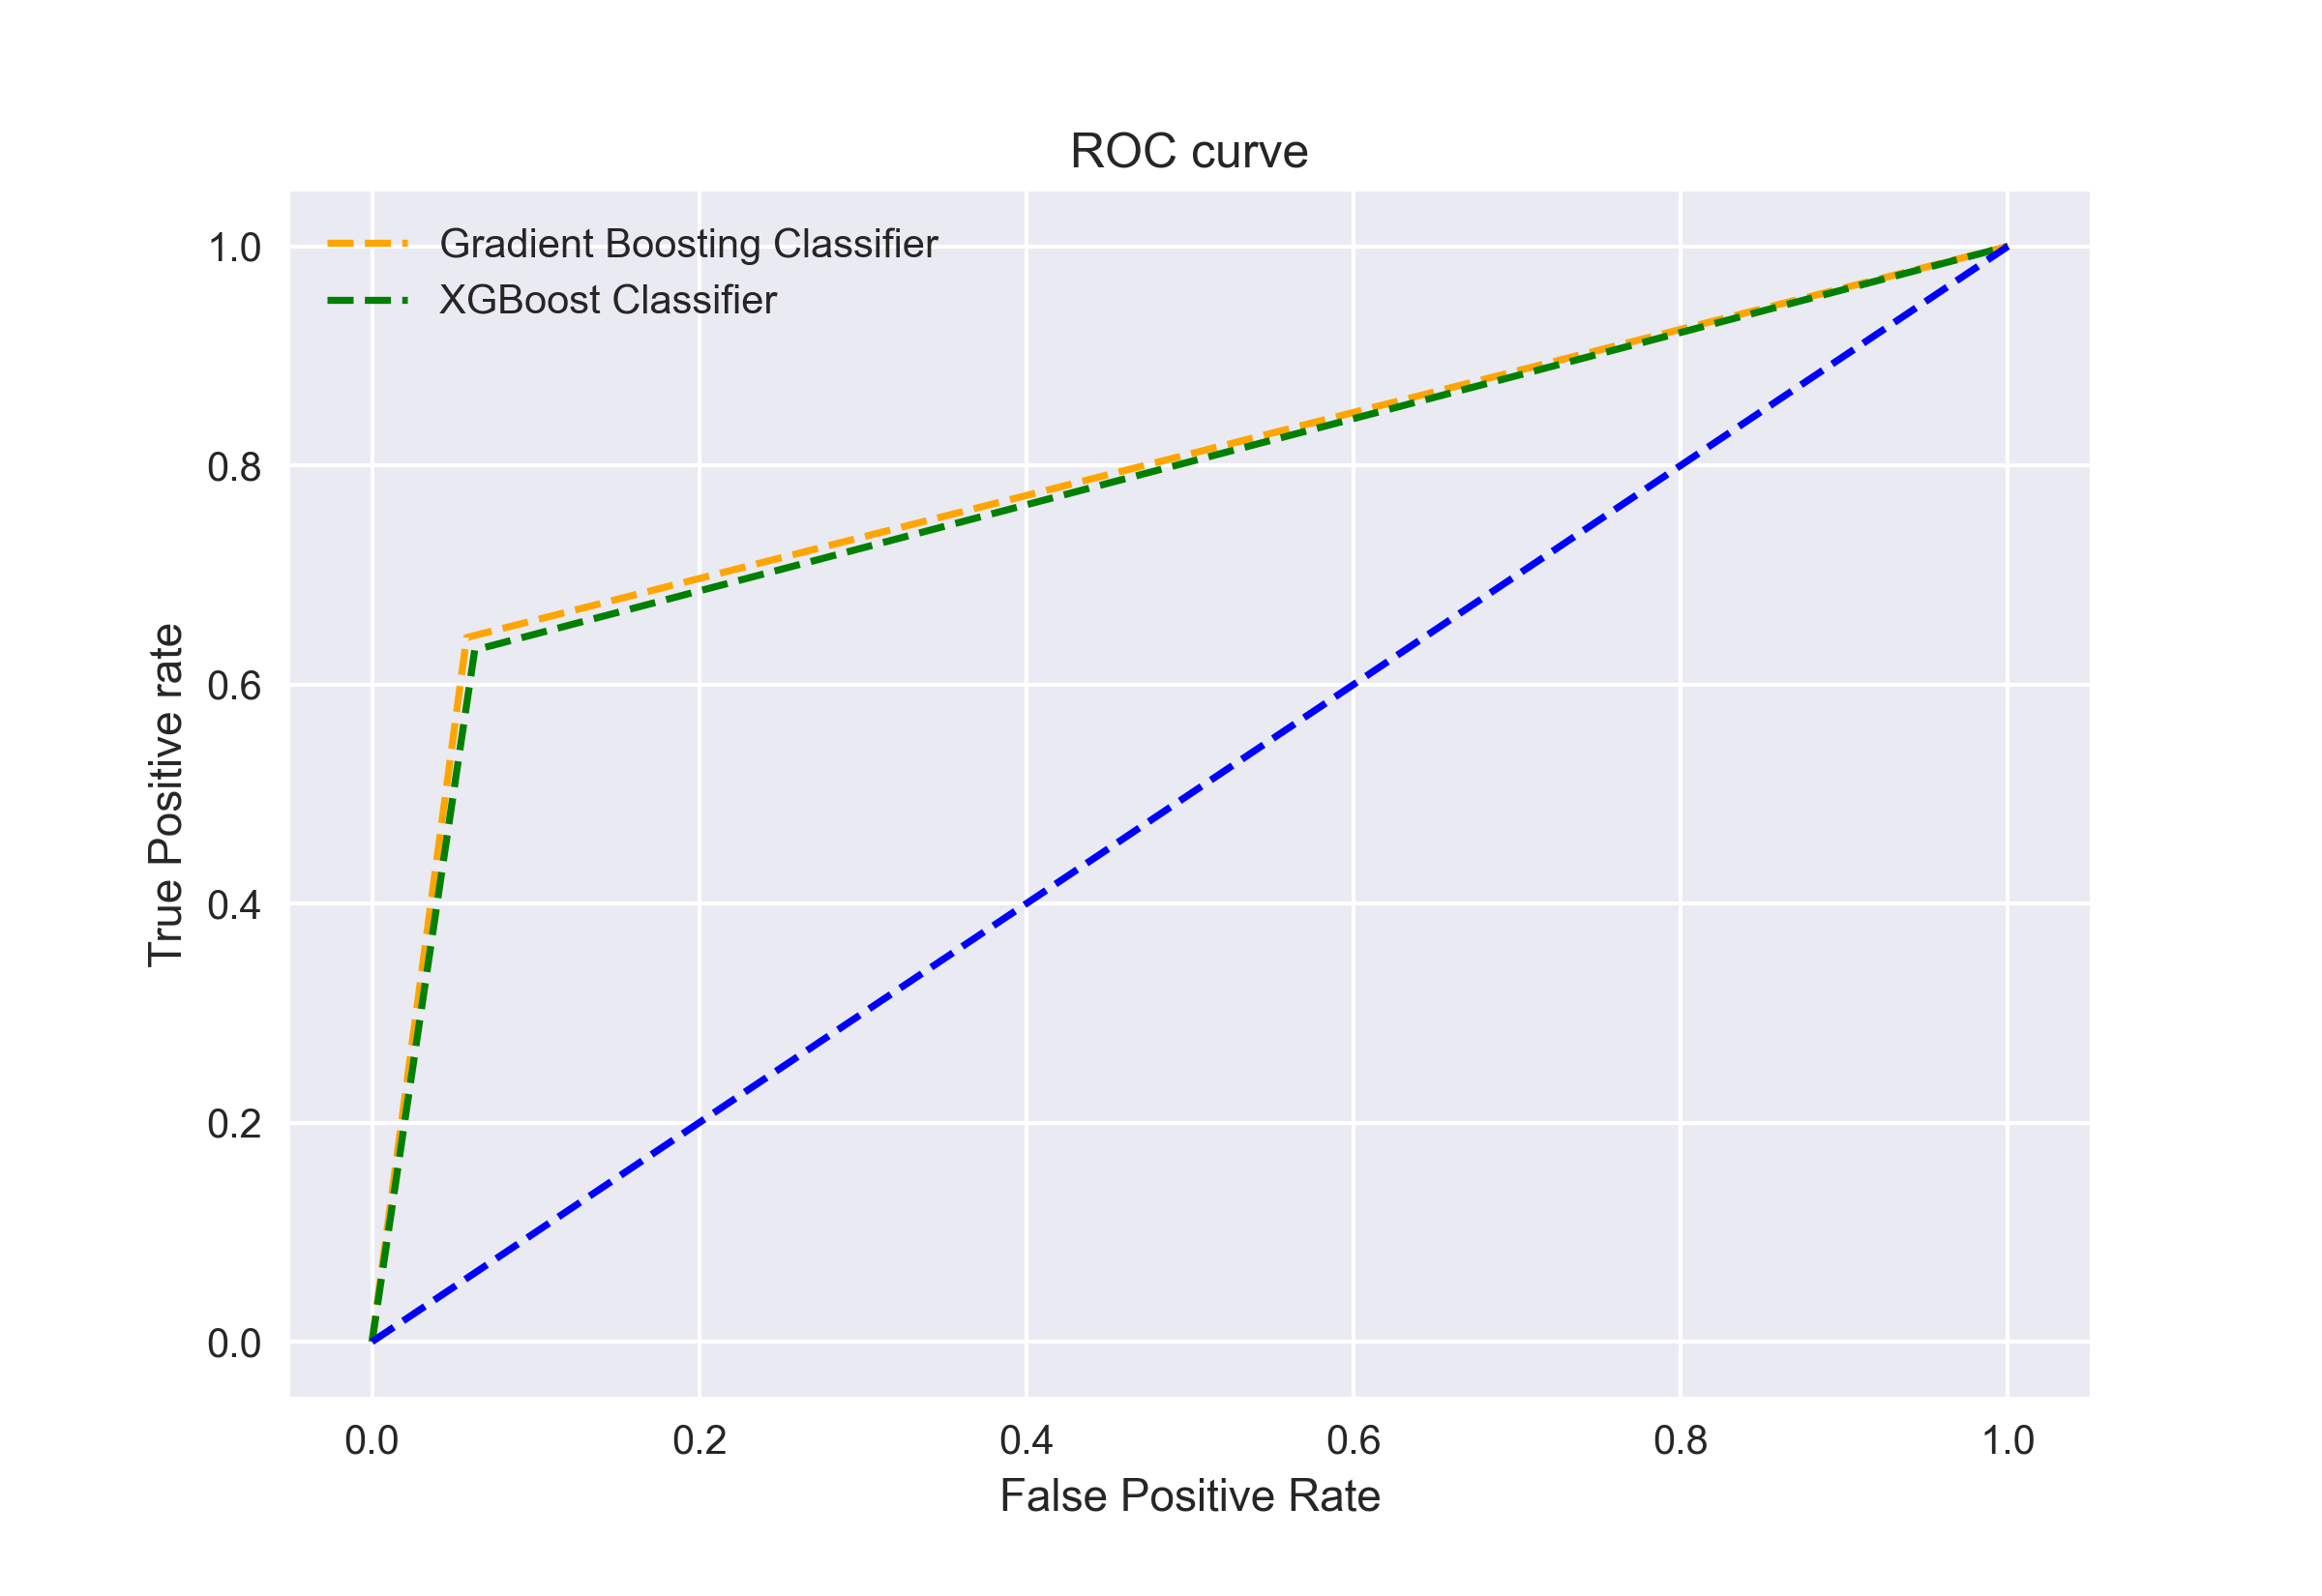 ROC curve
Gradient Boosting Classifier
XGBoost Classifier
True Positive rate
1.0
0.8
0.6
0.4
0.2
0.0
0.0 0.2 0.4 0.6 0.8 1.0
False Positive Rate